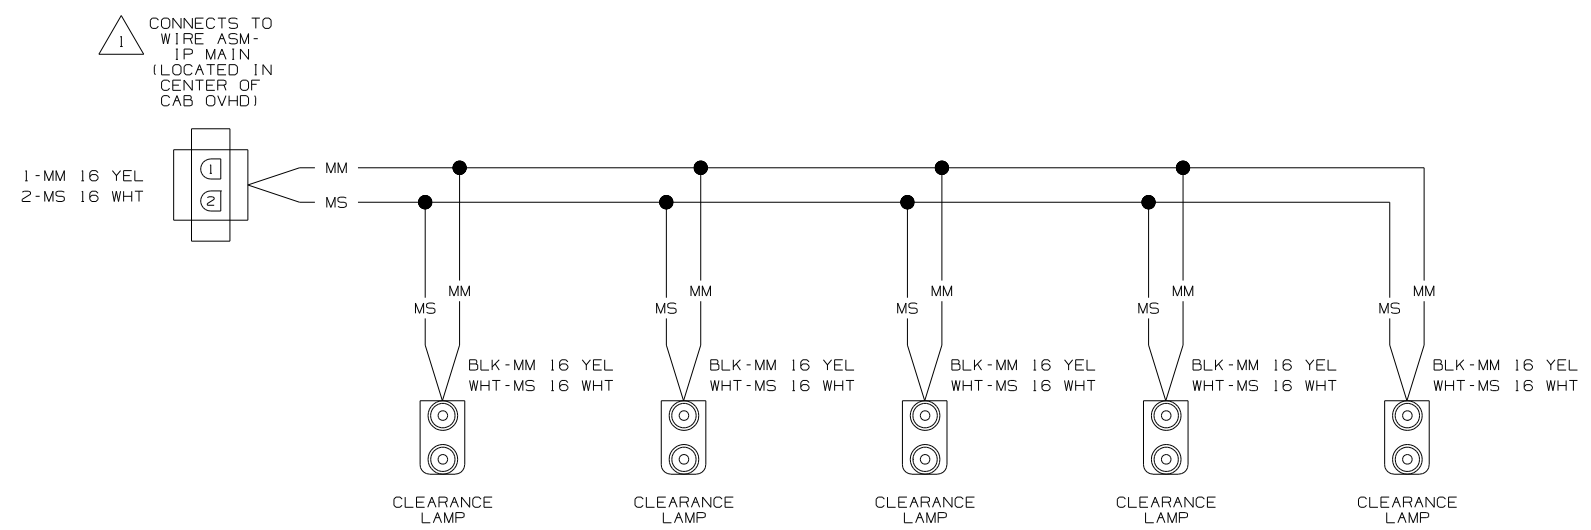 1
CONNECTS TO
WIRE ASM-
IP MAIN
(LOCATED IN
CENTER OF
CAB OVHD)
1-MM 16 YEL
2-MS 16 WHT
1
2
MM
MS
MS
MM
MS
MM
MS
MM
MS
MM
MS
MM
BLK-MM 16 YEL
WHT-MS 16 WHT
BLK-MM 16 YEL
WHT-MS 16 WHT
BLK-MM 16 YEL
WHT-MS 16 WHT
BLK-MM 16 YEL
WHT-MS 16 WHT
BLK-MM 16 YEL
WHT-MS 16 WHT
CLEARANCE
LAMP
CLEARANCE
LAMP
CLEARANCE
LAMP
CLEARANCE
LAMP
CLEARANCE
LAMP